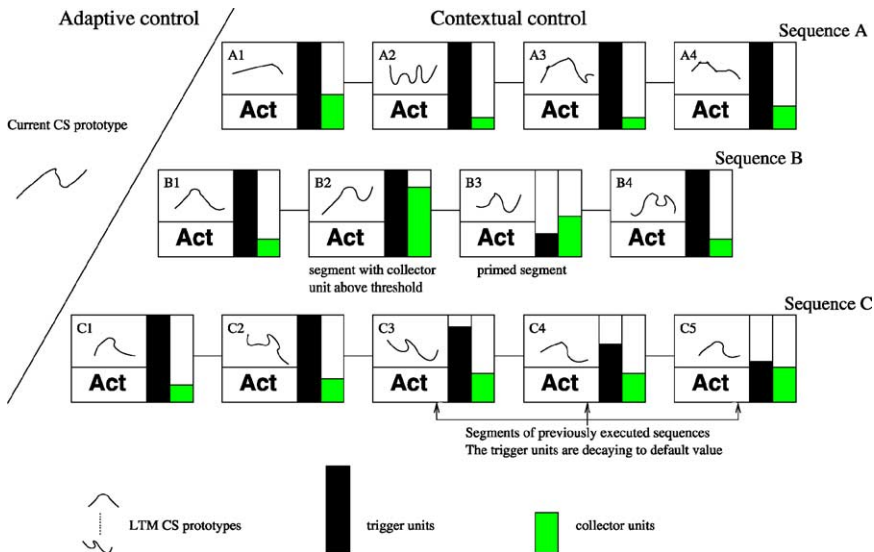 Adaptive control
Contextual control
Sequence A
A1
A2
A3
A4
Act
Act
Act
Act
Current CS prototype
Sequence B
B1
B2
B3
B4
Act
Act
Act
Act
segment with collector
unit above threshold
primed segment
Sequence C
C1
C2
C3
C4
C5
Act
Act
Act
Act
Act
Segments of previously executed sequences
The trigger units are decaying to default value
LTM CS prototypes
trigger units
collector units